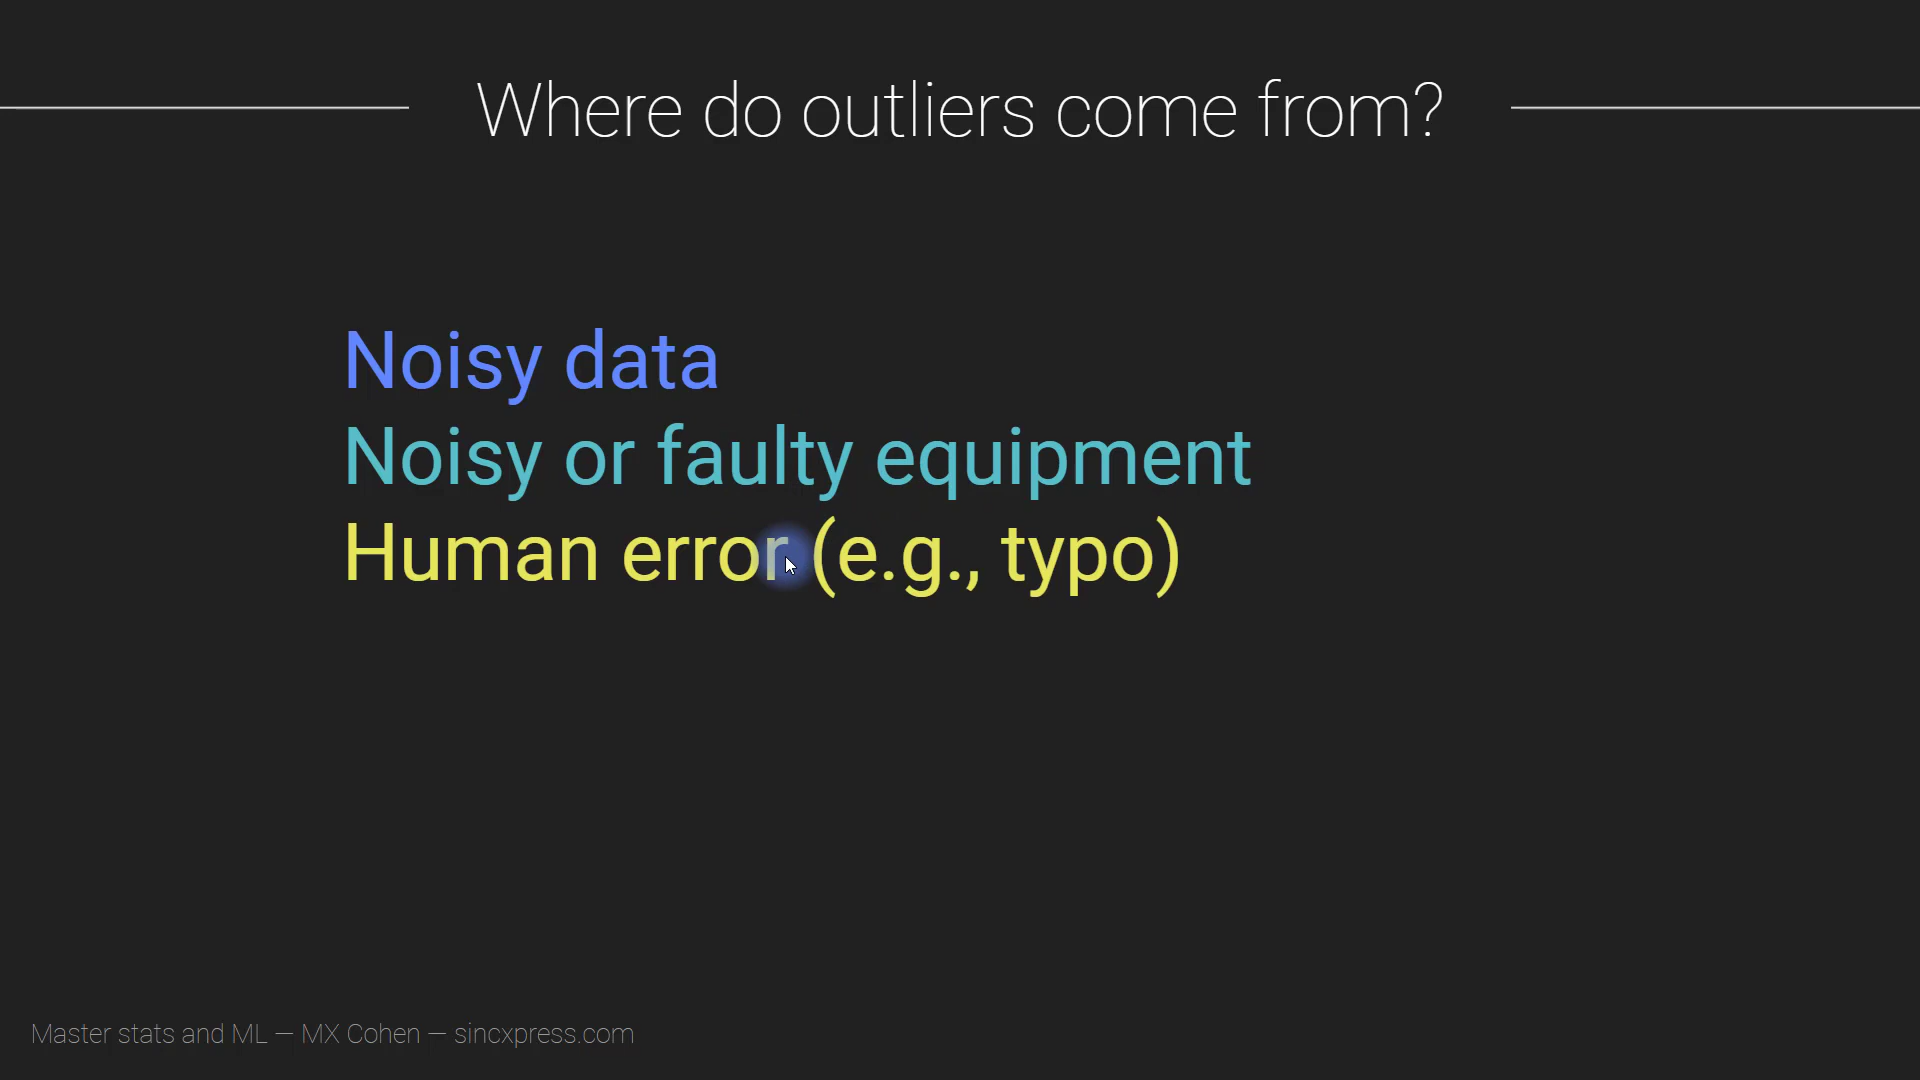 Where do outliers come from?
Noisy data
Noisy or faulty equipment
Human error (e.g., typo)
Master stats and ML — MX Cohen — sincxpress.com